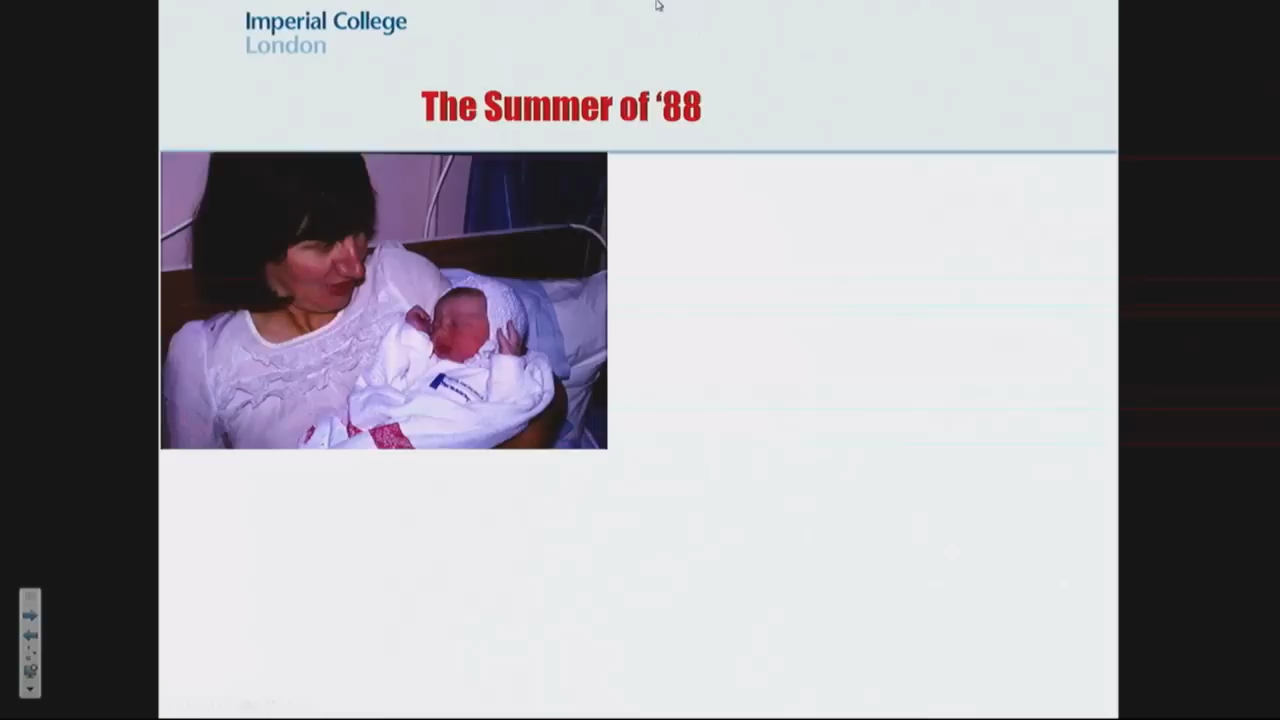 Imperial College
London
The Summer of ‘88